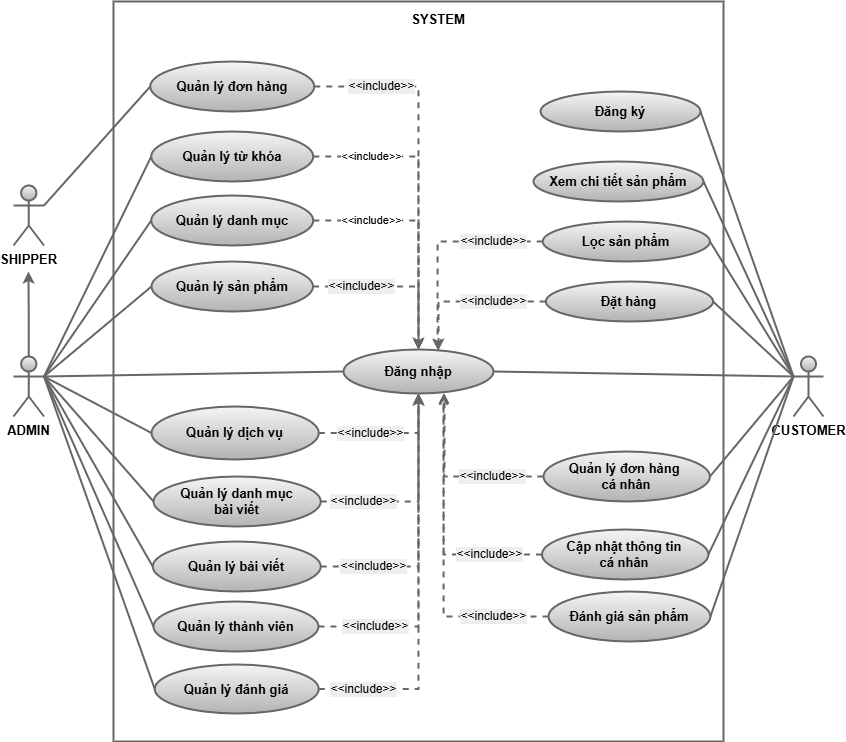 SYSTEM
Quản lý đơn hàng
<<include>>
Đăng ký
Quản lý từ khóa
<<include>>
Xem chi tiết sản phẩm
SHIPPER
Quản lý danh mục
<<include>>
<<include>>
Lọc sản phẩm
Quản lý sản phẩm
<<include>>
<<include>>
Đặt hàng
Đăng nhập
ADMIN
CUSTOMER
Quản lý dịch vụ
<<include>>
<<include>>
Quản lý đơn hàng
cá nhân
Quản lý danh mục
bài viết
<<include>>
Quản lý bài viết
<<include>>
<<include>>
Cập nhật thông tin
cá nhân
Quản lý thành viên
<<include>>
<<include>>
Đánh giá sản phẩm
Quản lý đánh giá
<<include>>